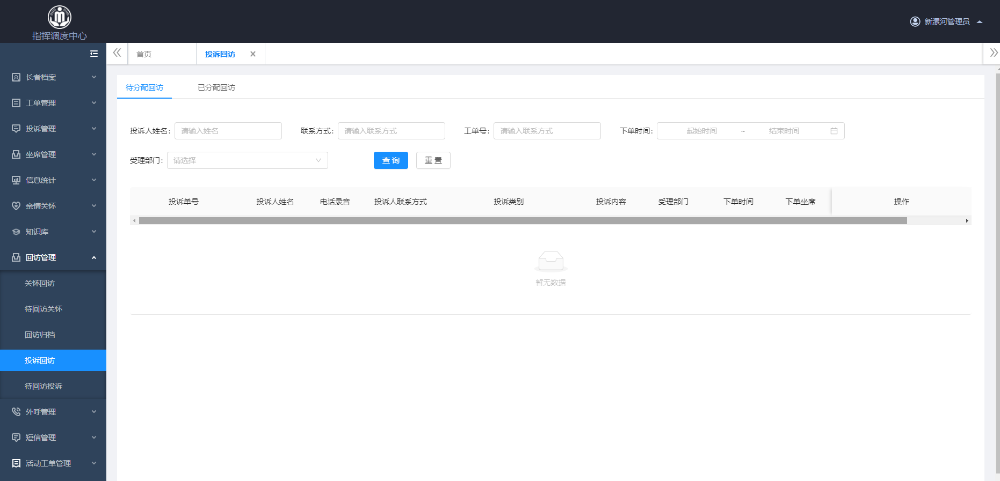 指挥调度中心
新漯河管理员
首页
投诉回访
长者档案
工单管理
投诉管理
坐席管理
信息统计
亲情关怀
知识库
回访管理
关怀回访
待回访关怀
回访归档
投诉回访
待回访投诉
外呼管理
短信管理
活动工单管理
待分配回访 已分配回访
投诉人姓名: 请输入姓名 联系方式: 请输入联系方式 工单号: 请输入联系方式 下单时间: 起始时间 ~ 结束时间
受理部门: 请选择 查 询 重 置
投诉单号 投诉人姓名 电话录音 投诉人联系方式 投诉类别 投诉内容 受理部门 下单时间 下单坐席 操作
暂无数据